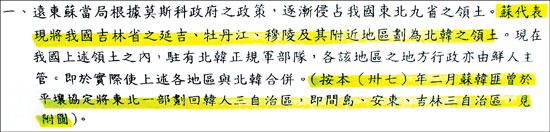 一、遠東蘇當局根據莫斯科政府之政策，逐漸侵占我國東北九省之領土。蘇代表
現將我國吉林省之延吉、牡丹江、穆陵及其附近地區劃為北韓之領土。現在
我國上述領土之內，駐有北韓正規軍部隊，各該地區之地方行政亦由鮮人主
管。即於實際使上述各地區與北韓合併。（按本（卅七）年二月蘇韓匪曾於
平壤協定將東北一部劃回韓人三自治區，即間島、安東、吉林三自治區，見
附圖）。